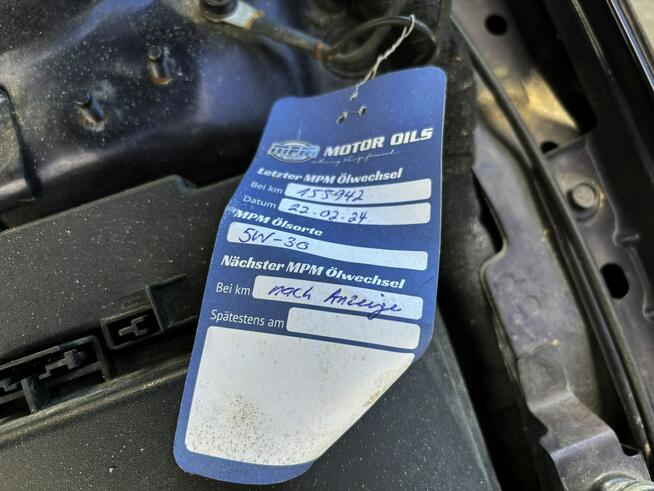 mpm MOTOR OILS
Letzter MPM Ölwechsel
Bei km 155942
Datum 22.02.24
MPM Ölsorte
5W-30
Nächster MPM Ölwechsel
Bei km nach Anzeige
Spätestens am